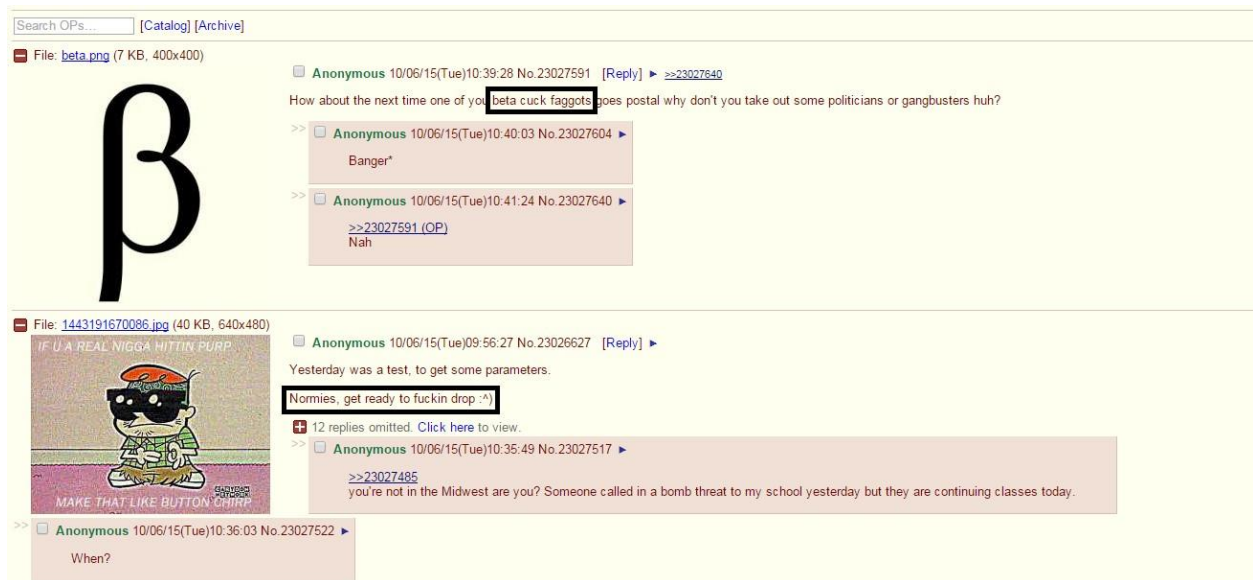 Search OPs... [Catalog] [Archive]
File: beta.png (7 KB, 400x400)
β
Anonymous 10/06/15(Tue)10:39:28 No.23027591 [Reply] ► >>23027640
How about the next time one of you beta cuck faggots goes postal why don't you take out some politicians or gangbusters huh?
>> Anonymous 10/06/15(Tue)10:40:03 No.23027604 ►
Banger*
>> Anonymous 10/06/15(Tue)10:41:24 No.23027640 ►
>>23027591 (OP)
Nah
File: 1443191670086.jpg (40 KB, 640x480)
IF U A REAL NIGGA HITTIN PURP
MAKE THAT LIKE BUTTON CHIRP
Anonymous 10/06/15(Tue)09:56:27 No.23026627 [Reply] ►
Yesterday was a test, to get some parameters.
Normies, get ready to fuckin drop :^)
12 replies omitted. Click here to view.
>> Anonymous 10/06/15(Tue)10:35:49 No.23027517 ►
>>23027485
you're not in the Midwest are you? Someone called in a bomb threat to my school yesterday but they are continuing classes today.
>> Anonymous 10/06/15(Tue)10:36:03 No.23027522 ►
When?